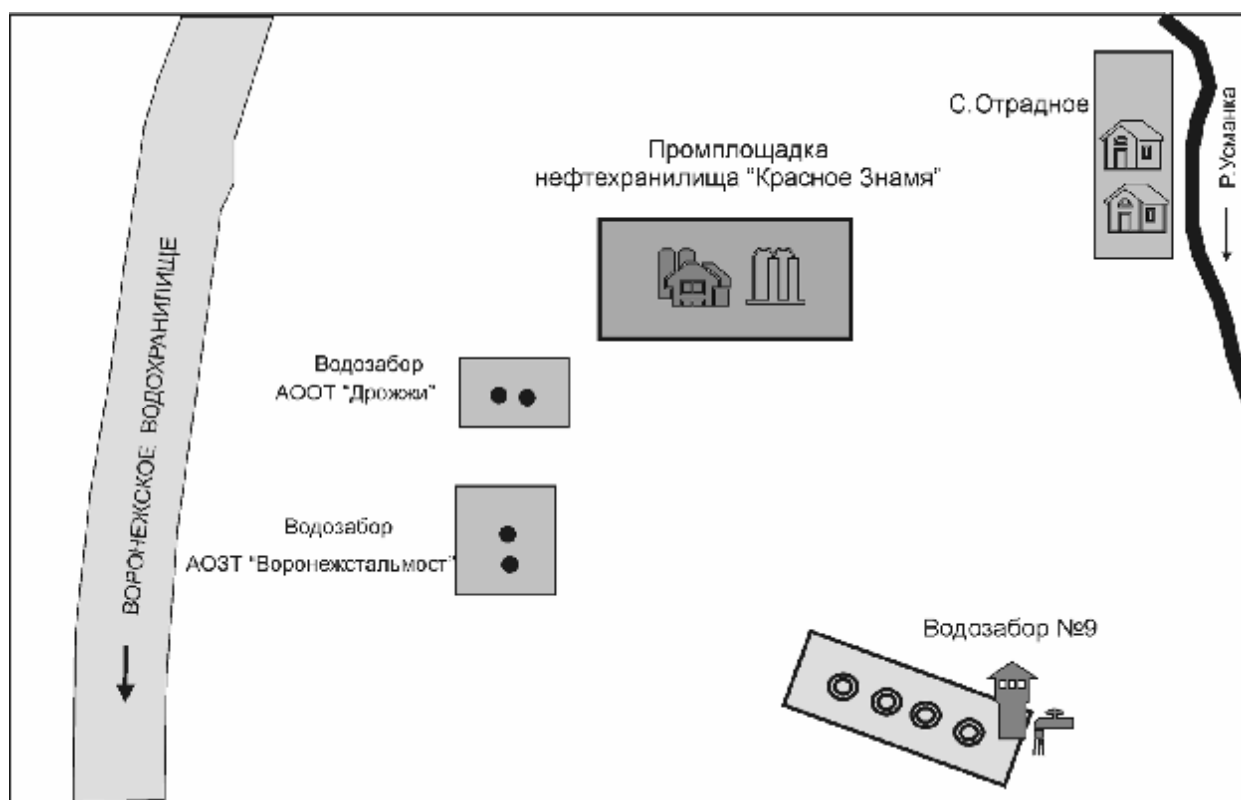 С. Отрадное
Р. Усманка
Промплощадка
нефтехранилища "Красное Знамя"
ВОРОНЕЖСКОЕ ВОДОХРАНИЛИЩЕ
Водозабор
АООТ "Дрожжи"
Водозабор
АОЗТ "Воронежстальмост"
Водозабор №9